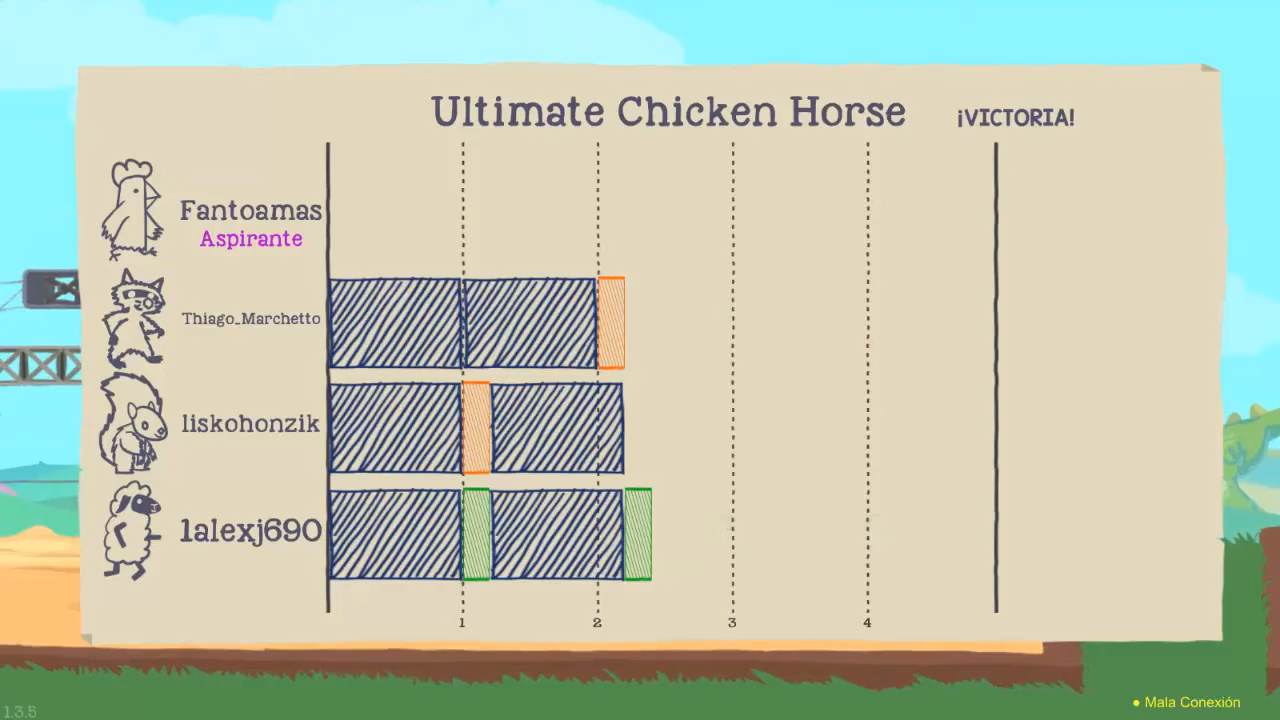 Ultimate Chicken Horse
¡VICTORIA!
Fantoamas
Aspirante
Thiago_Marchetto
liskohonzik
1alexj690
1 2 3 4
1.3.5
● Mala Conexión